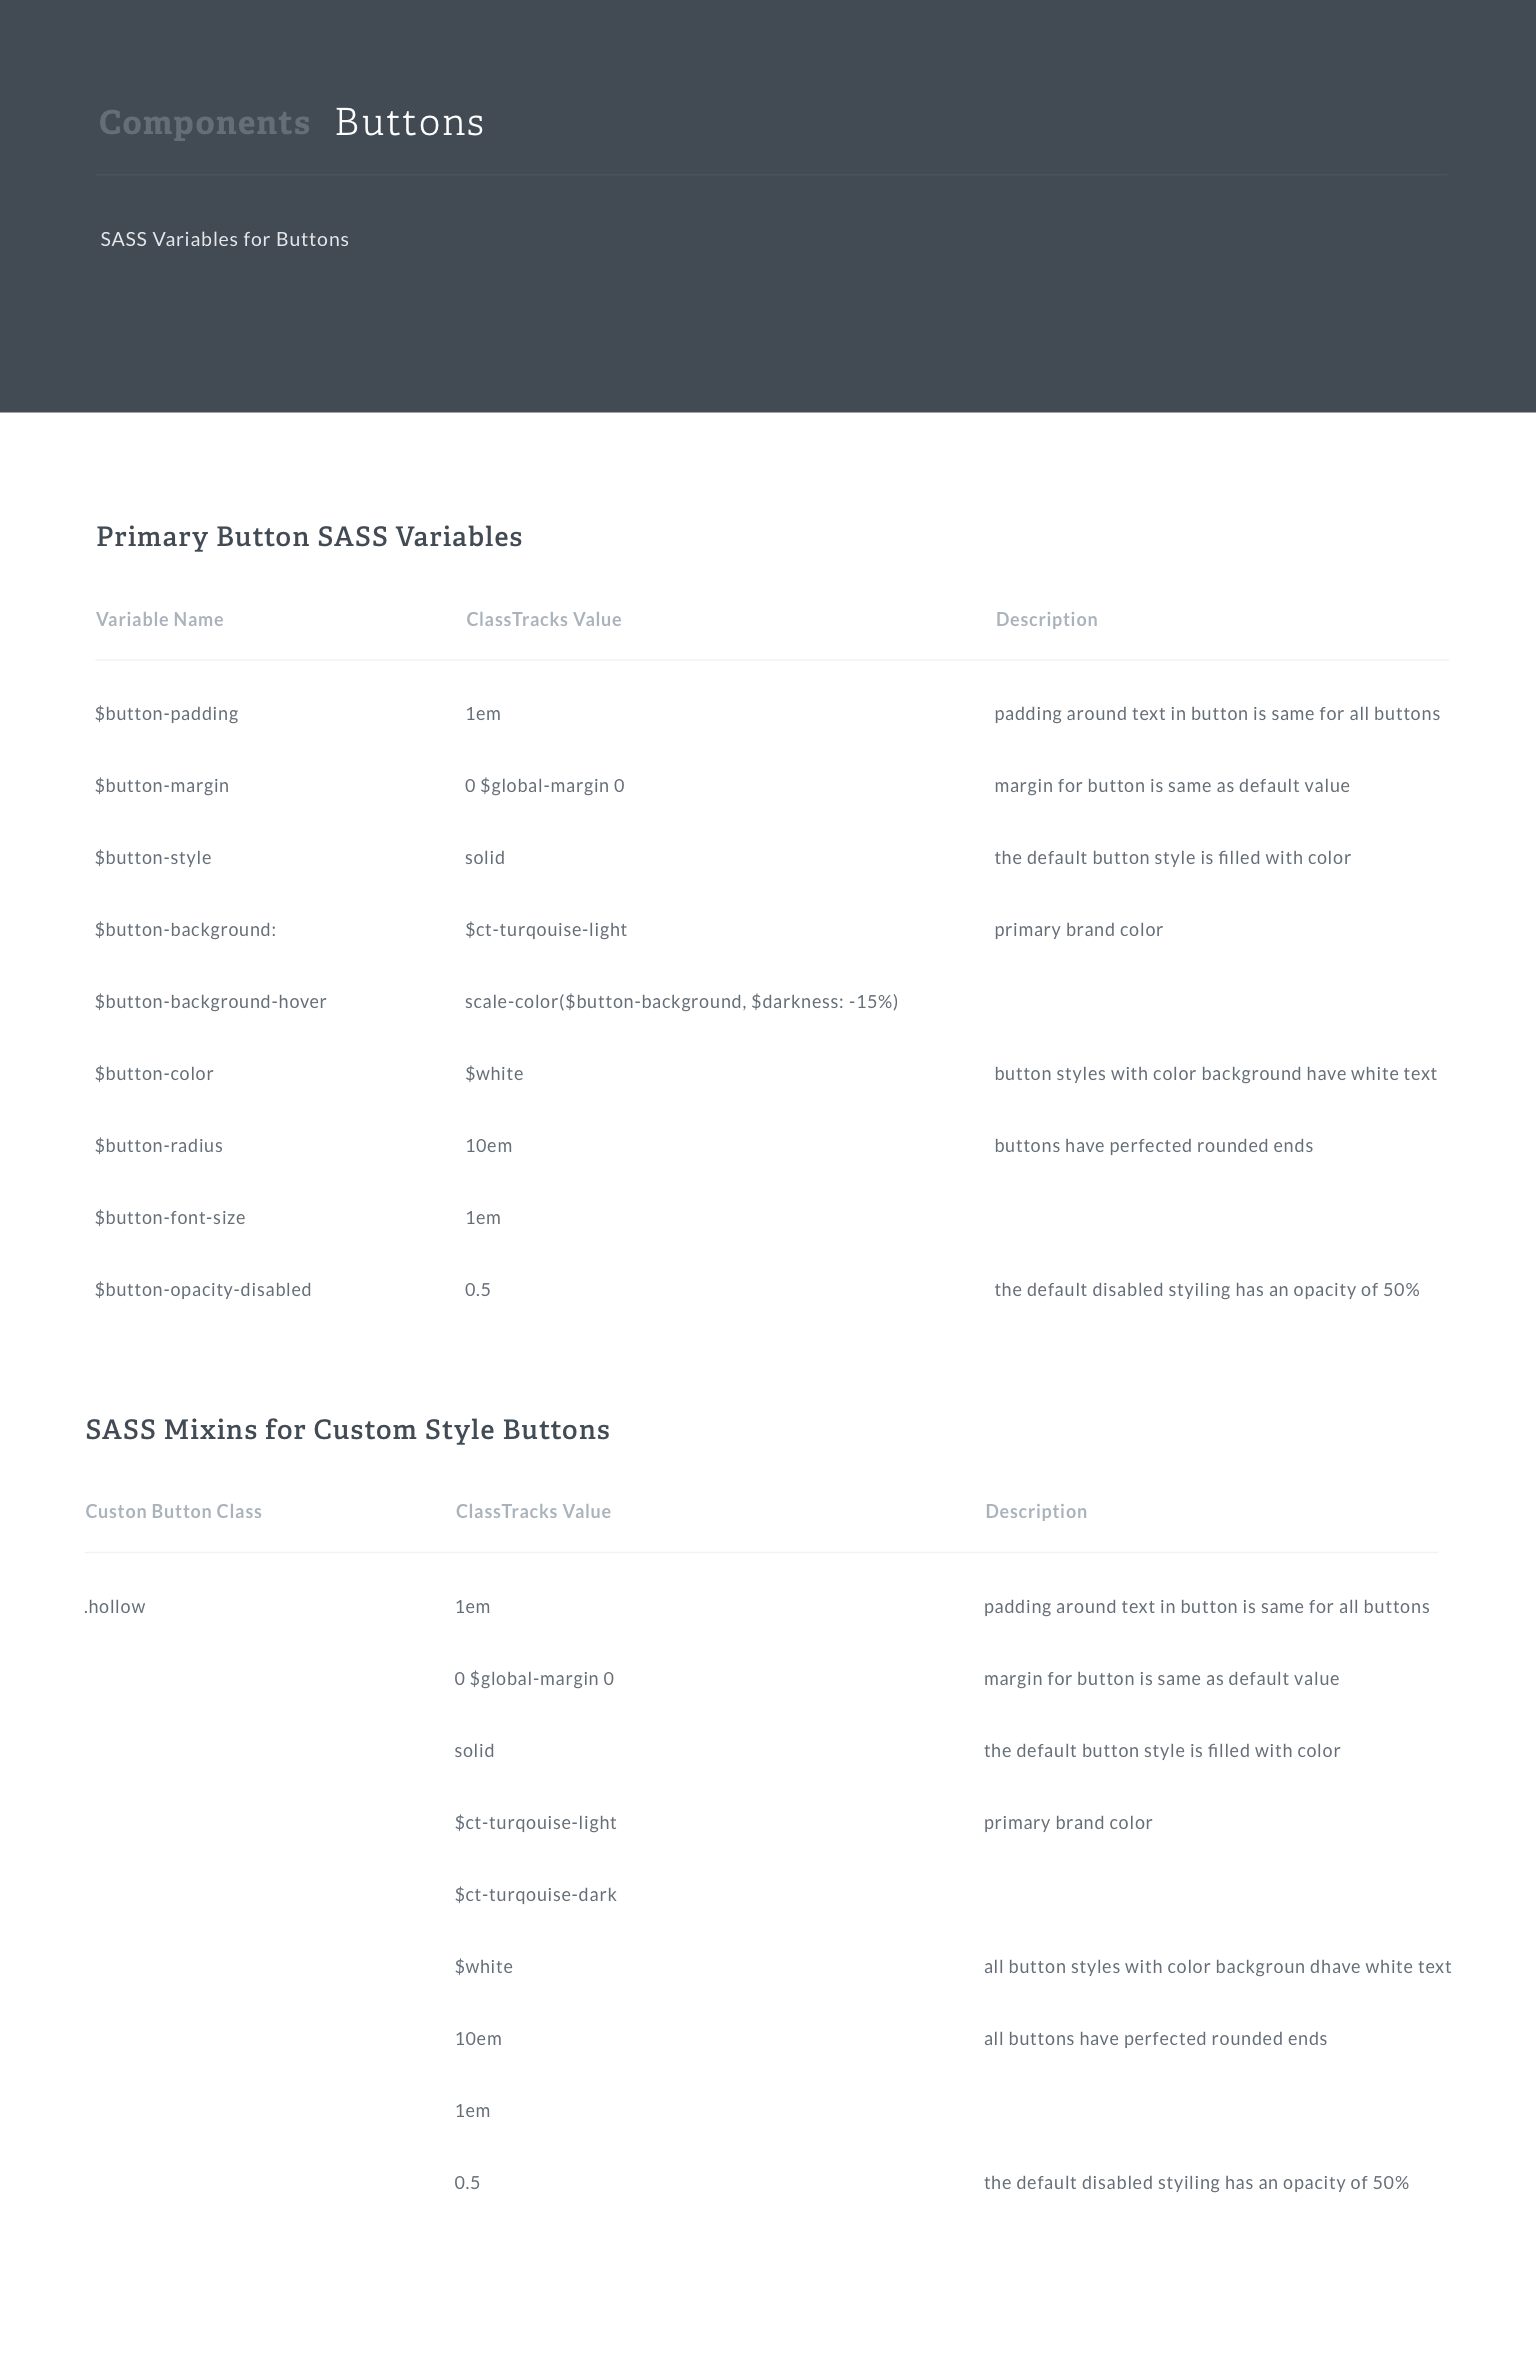 Components Buttons
SASS Variables for Buttons
Primary Button SASS Variables
Variable Name ClassTracks Value Description
$button-padding 1em padding around text in button is same for all buttons
$button-margin 0 $global-margin 0 margin for button is same as default value
$button-style solid the default button style is filled with color
$button-background: $ct-turqouise-light primary brand color
$button-background-hover scale-color($button-background, $darkness: -15%)
$button-color $white button styles with color background have white text
$button-radius 10em buttons have perfected rounded ends
$button-font-size 1em
$button-opacity-disabled 0.5 the default disabled styiling has an opacity of 50%
SASS Mixins for Custom Style Buttons
Custon Button Class ClassTracks Value Description
.hollow 1em padding around text in button is same for all buttons
0 $global-margin 0 margin for button is same as default value
solid the default button style is filled with color
$ct-turqouise-light primary brand color
$ct-turqouise-dark
$white all button styles with color backgroun dhave white text
10em all buttons have perfected rounded ends
1em
0.5 the default disabled styiling has an opacity of 50%